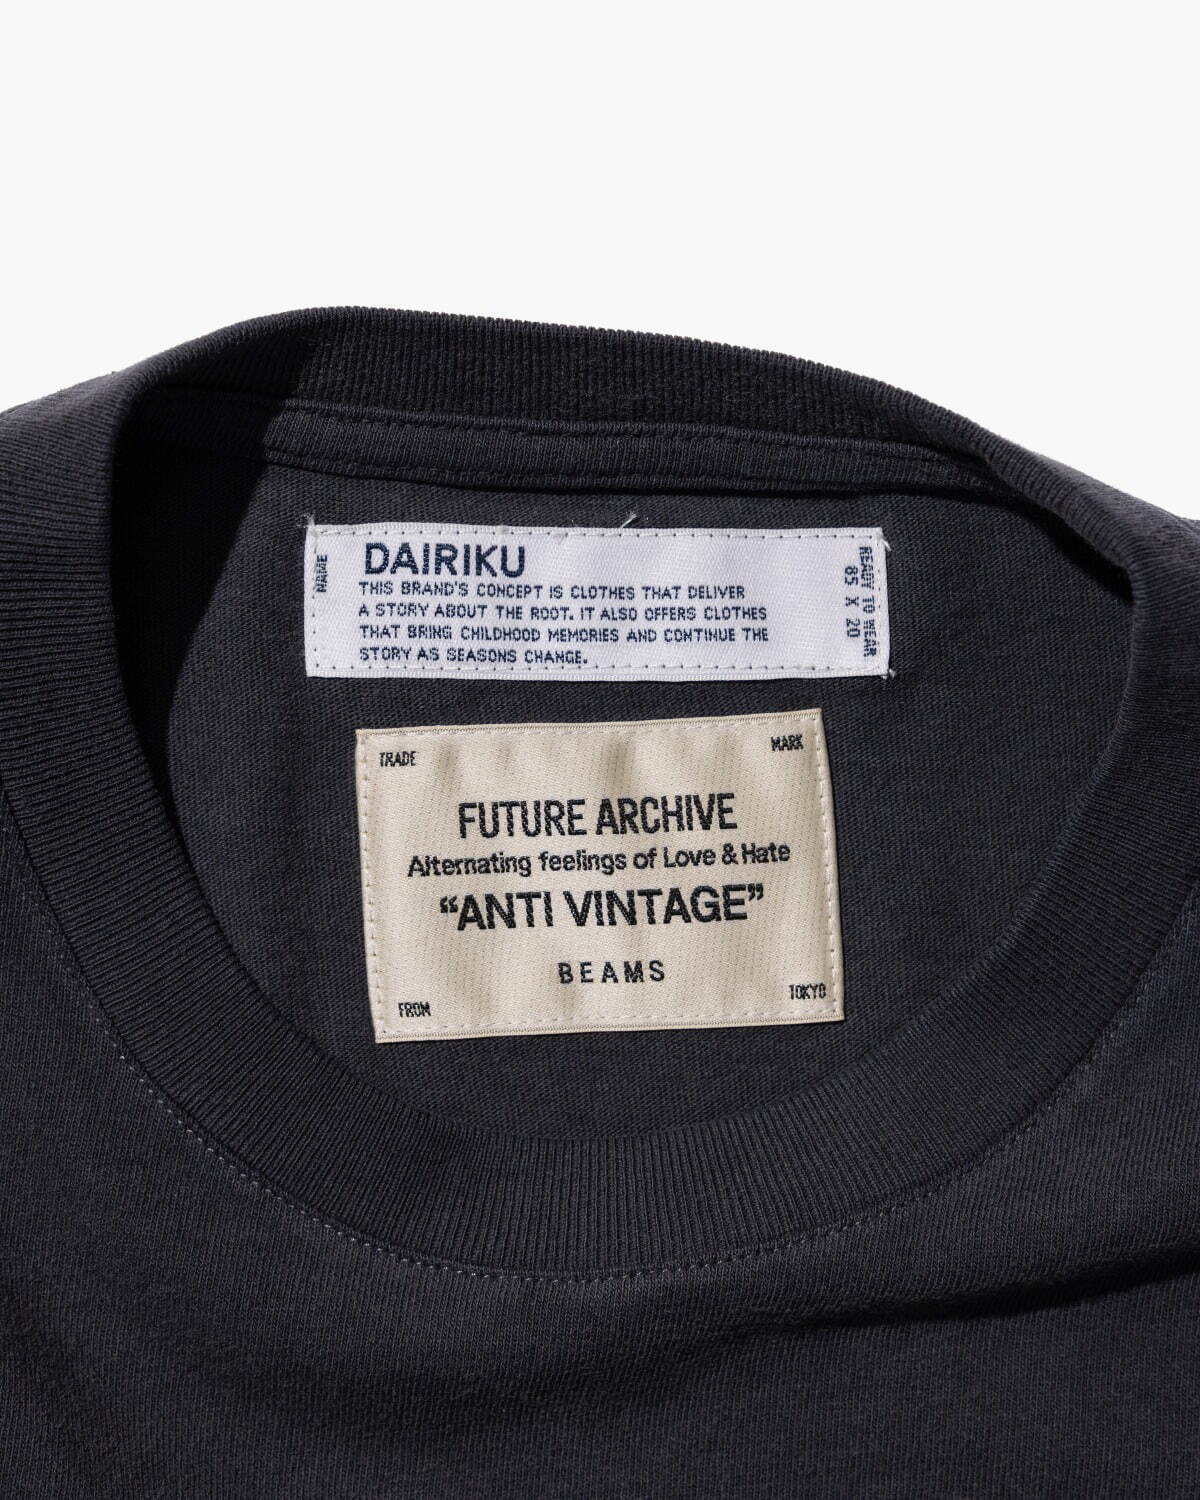 NAME
DAIRIKU
THIS BRAND'S CONCEPT IS CLOTHES THAT DELIVER
A STORY ABOUT THE ROOT. IT ALSO OFFERS CLOTHES
THAT BRING CHILDHOOD MEMORIES AND CONTINUE THE
STORY AS SEASONS CHANGE.
READY TO WEAR
85 X 20
TRADE
MARK
FUTURE ARCHIVE
Alternating feelings of Love & Hate
“ANTI VINTAGE”
BEAMS
FROM
TOKYO